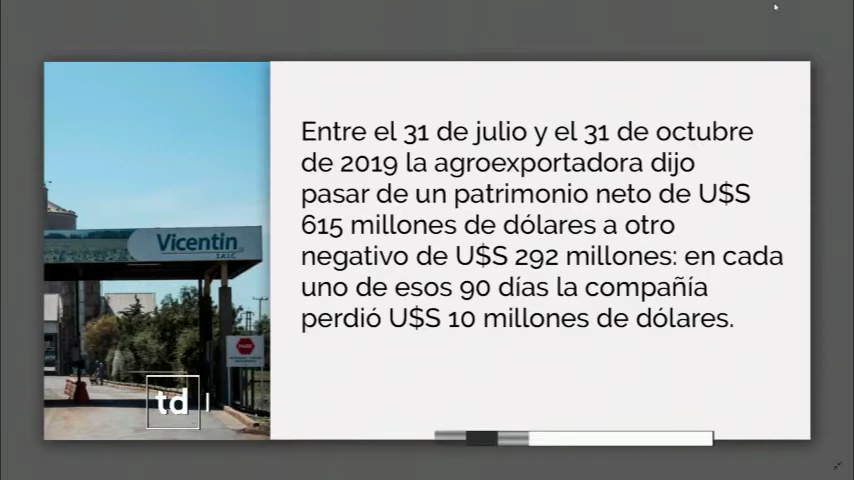 Entre el 31 de julio y el 31 de octubre
de 2019 la agroexportadora dijo
pasar de un patrimonio neto de U$S
615 millones de dólares a otro
negativo de U$S 292 millones: en cada
uno de esos 90 días la compañía
perdió U$S 10 millones de dólares.
Vicentin
S.A.I.C.
PARE
td